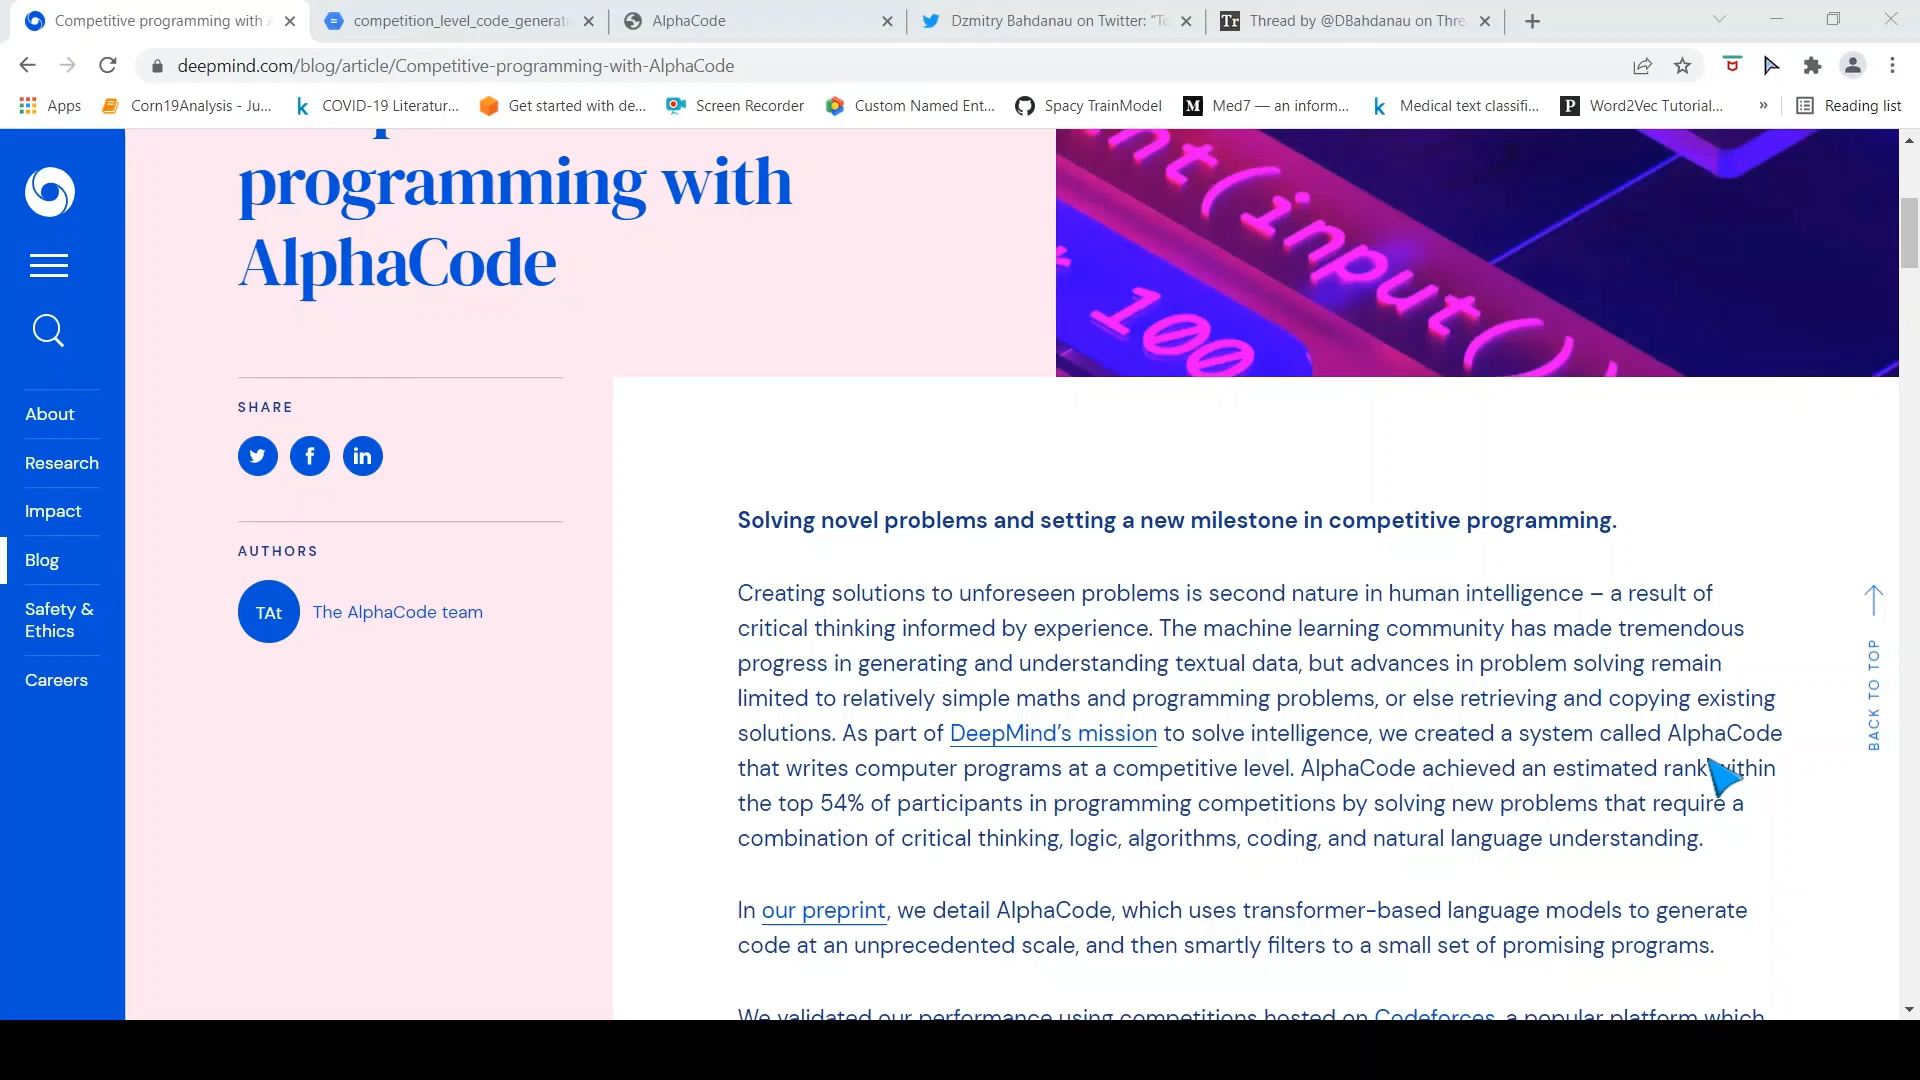 Competitive programming with A
competition_level_code_generati
AlphaCode
Dzmitry Bahdanau on Twitter: "To
Tr
Thread by @DBahdanau on Thre
deepmind.com/blog/article/Competitive-programming-with-AlphaCode
Apps
Corn19Analysis - Ju...
COVID-19 Literatur...
Get started with de...
Screen Recorder
Custom Named Ent...
Spacy TrainModel
Med7 — an inform...
Medical text classifi...
Word2Vec Tutorial...
»
Reading list
About
Research
Impact
Blog
Safety &
Ethics
Careers
programming with
AlphaCode
nt(input()
* 100
SHARE
AUTHORS
TAt
The AlphaCode team
Solving novel problems and setting a new milestone in competitive programming.
Creating solutions to unforeseen problems is second nature in human intelligence – a result of
critical thinking informed by experience. The machine learning community has made tremendous
progress in generating and understanding textual data, but advances in problem solving remain
limited to relatively simple maths and programming problems, or else retrieving and copying existing
solutions. As part of DeepMind's mission to solve intelligence, we created a system called AlphaCode
that writes computer programs at a competitive level. AlphaCode achieved an estimated rank within
the top 54% of participants in programming competitions by solving new problems that require a
combination of critical thinking, logic, algorithms, coding, and natural language understanding.
In our preprint, we detail AlphaCode, which uses transformer-based language models to generate
code at an unprecedented scale, and then smartly filters to a small set of promising programs.
We validated our performance using competitions hosted on Codeforces, a popular platform which
BACK TO TOP